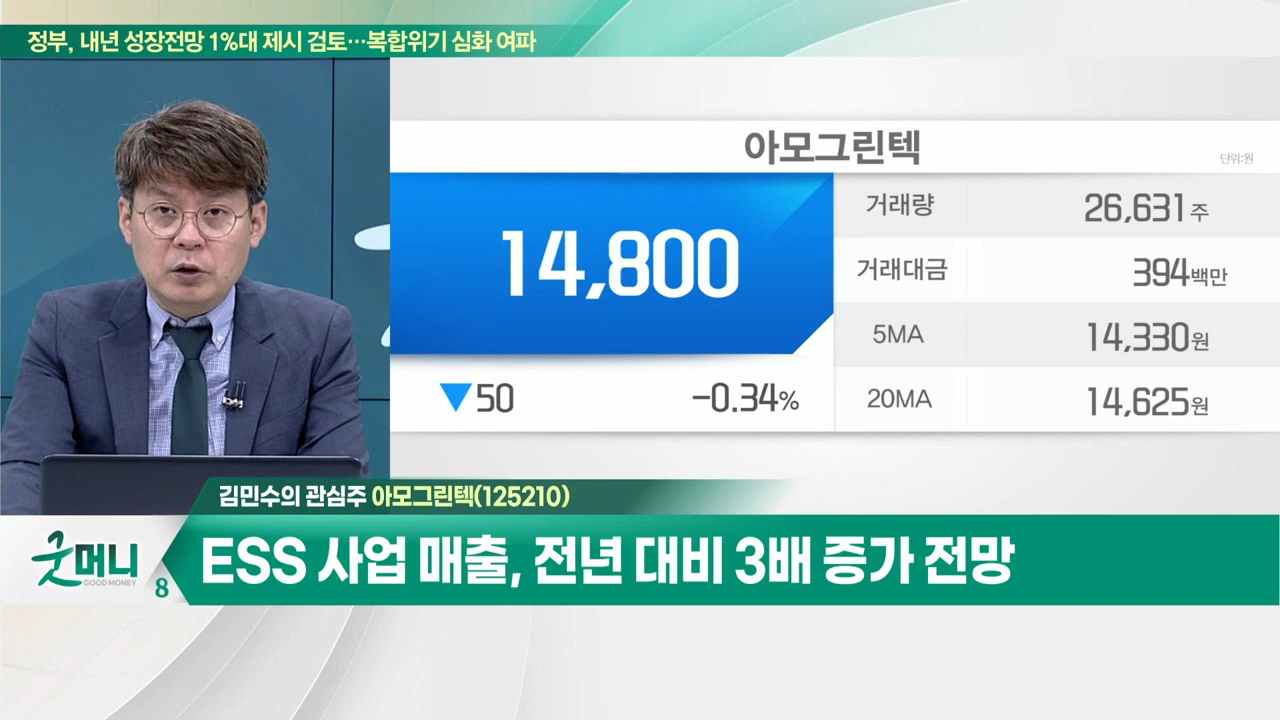 정부, 내년 성장전망 1%대 제시 검토…복합위기 심화 여파
아모그린텍
단위:원
14,800
▼50 -0.34%
거래량 26,631주
거래대금 394백만
5MA 14,330원
20MA 14,625원
김민수의 관심주 아모그린텍(125210)
굿머니
GOOD MONEY
8
ESS 사업 매출, 전년 대비 3배 증가 전망